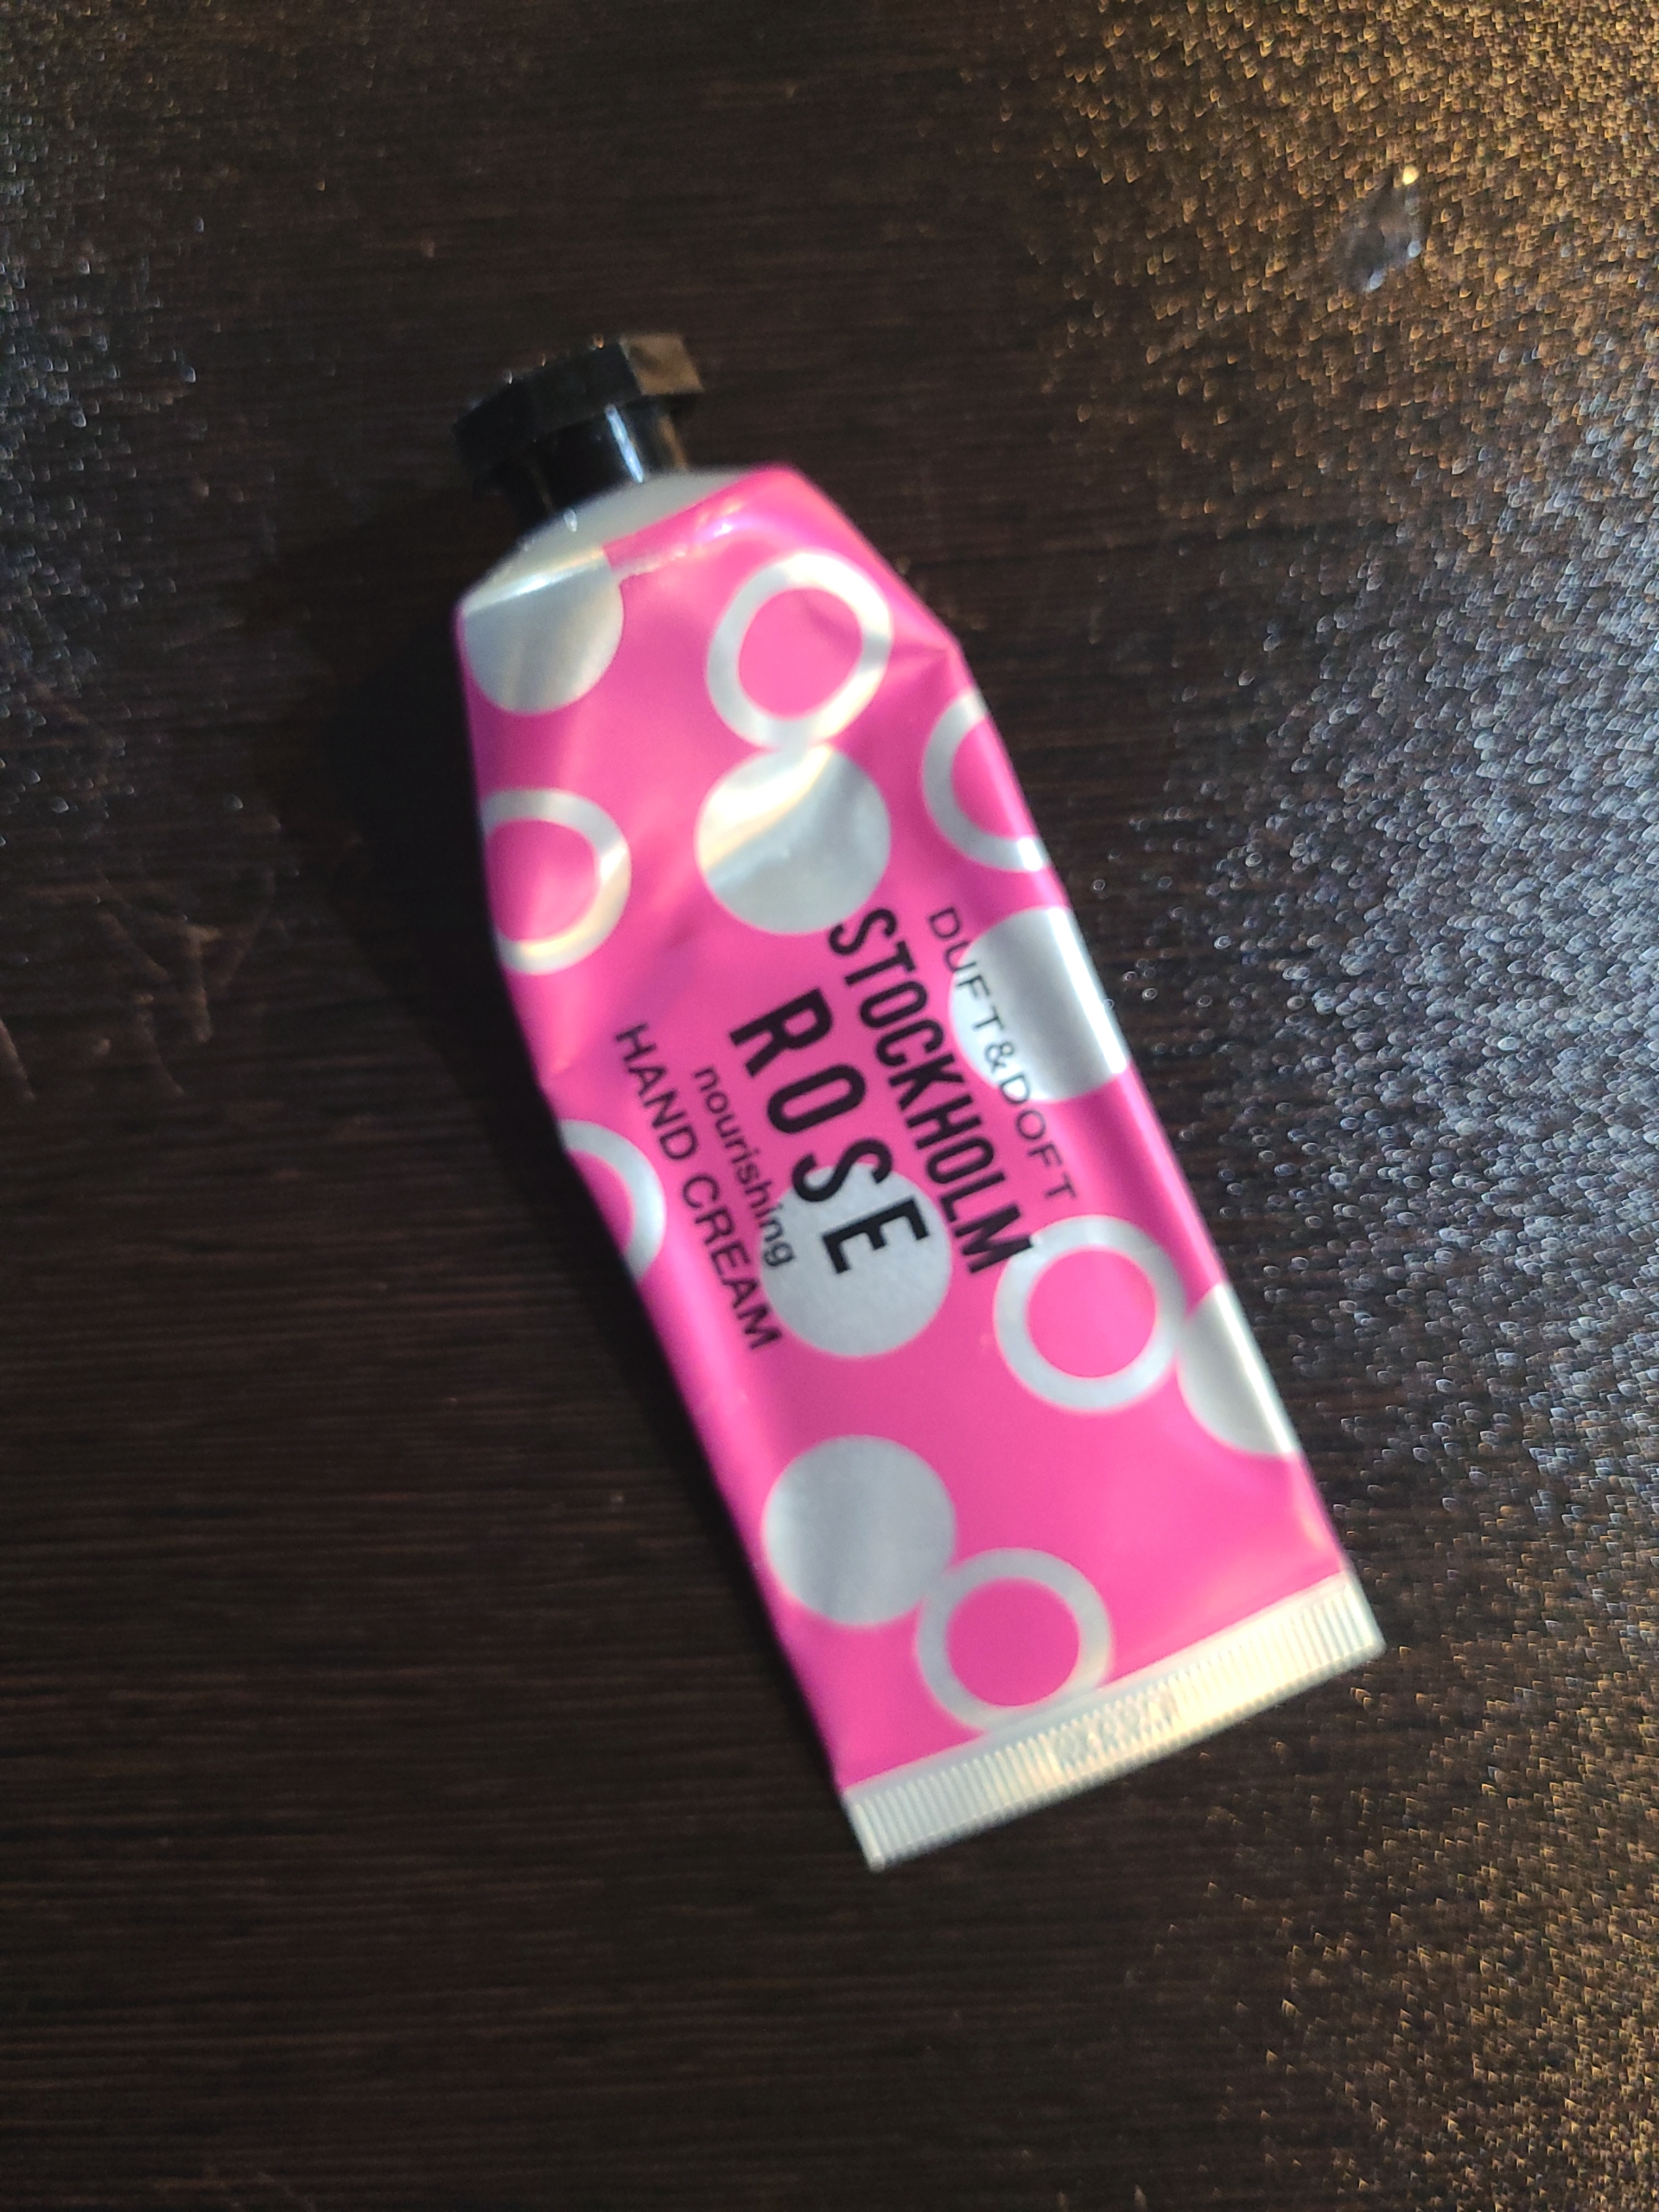 DUFT&DOFT
STOCKHOLM
ROSE
nourishing
HAND CREAM